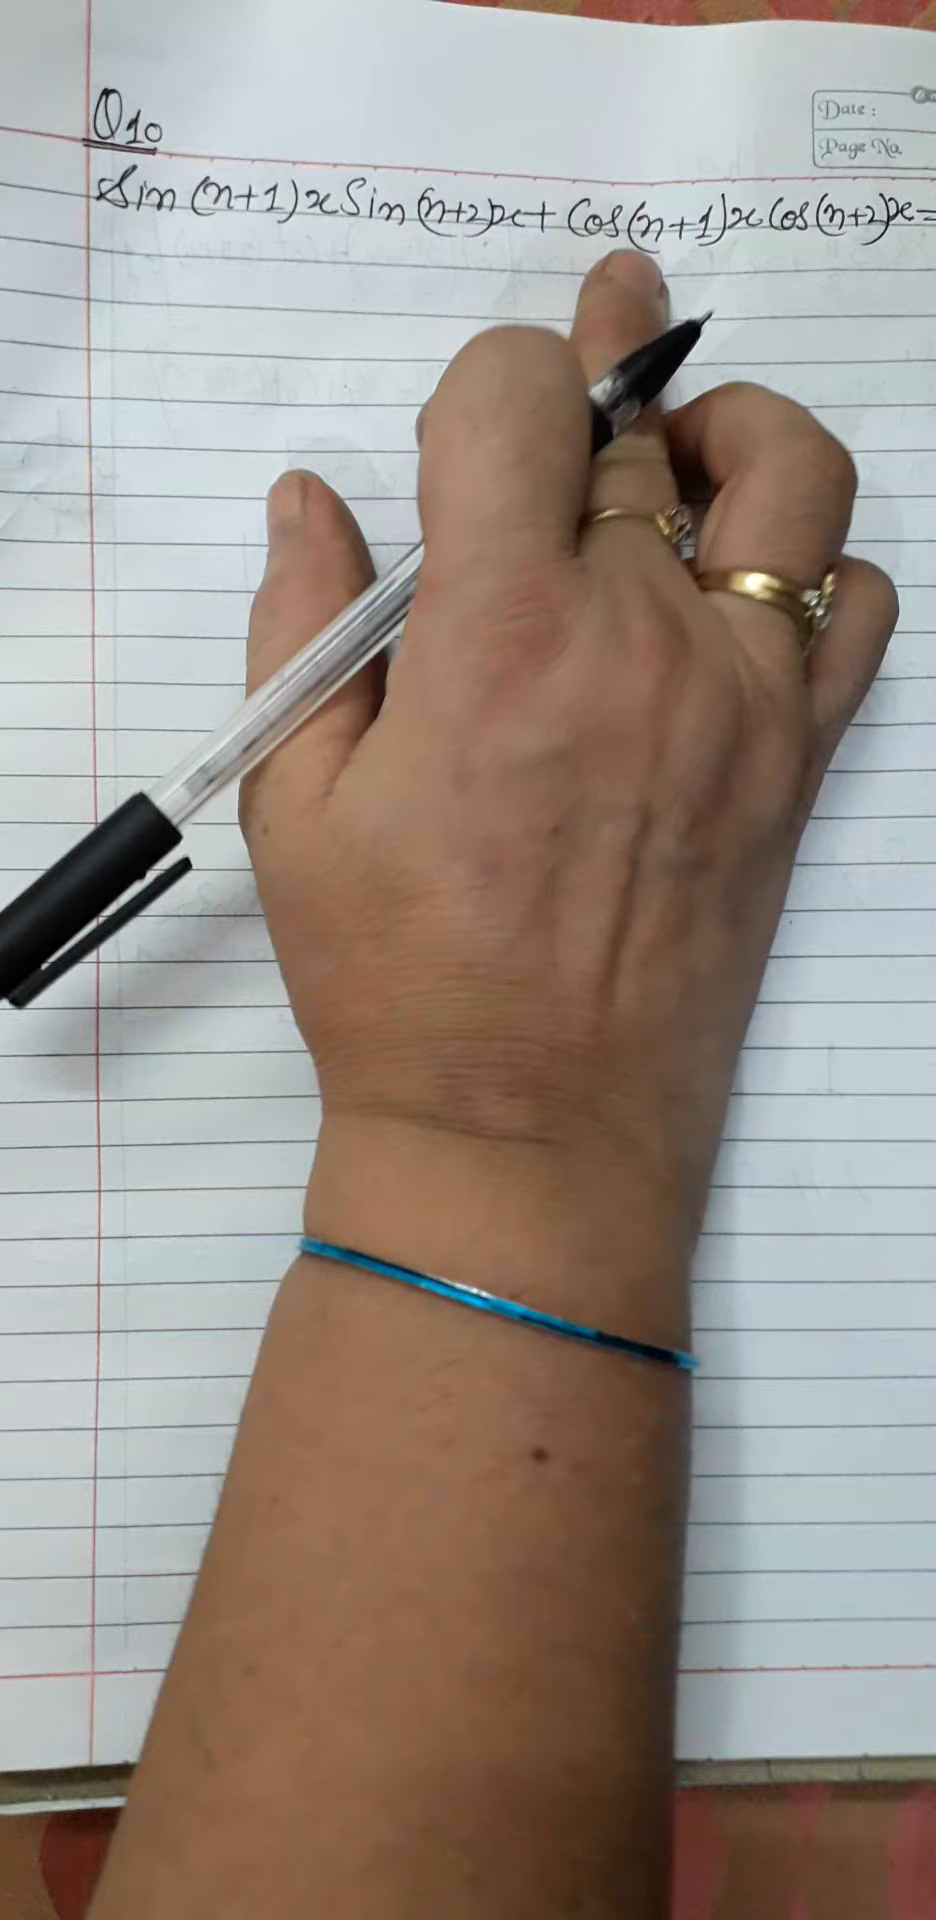 Q10
Date :
Page No.
Sin (n+1)x Sin (n+2)x + Cos(n+1)x Cos(n+2)x =